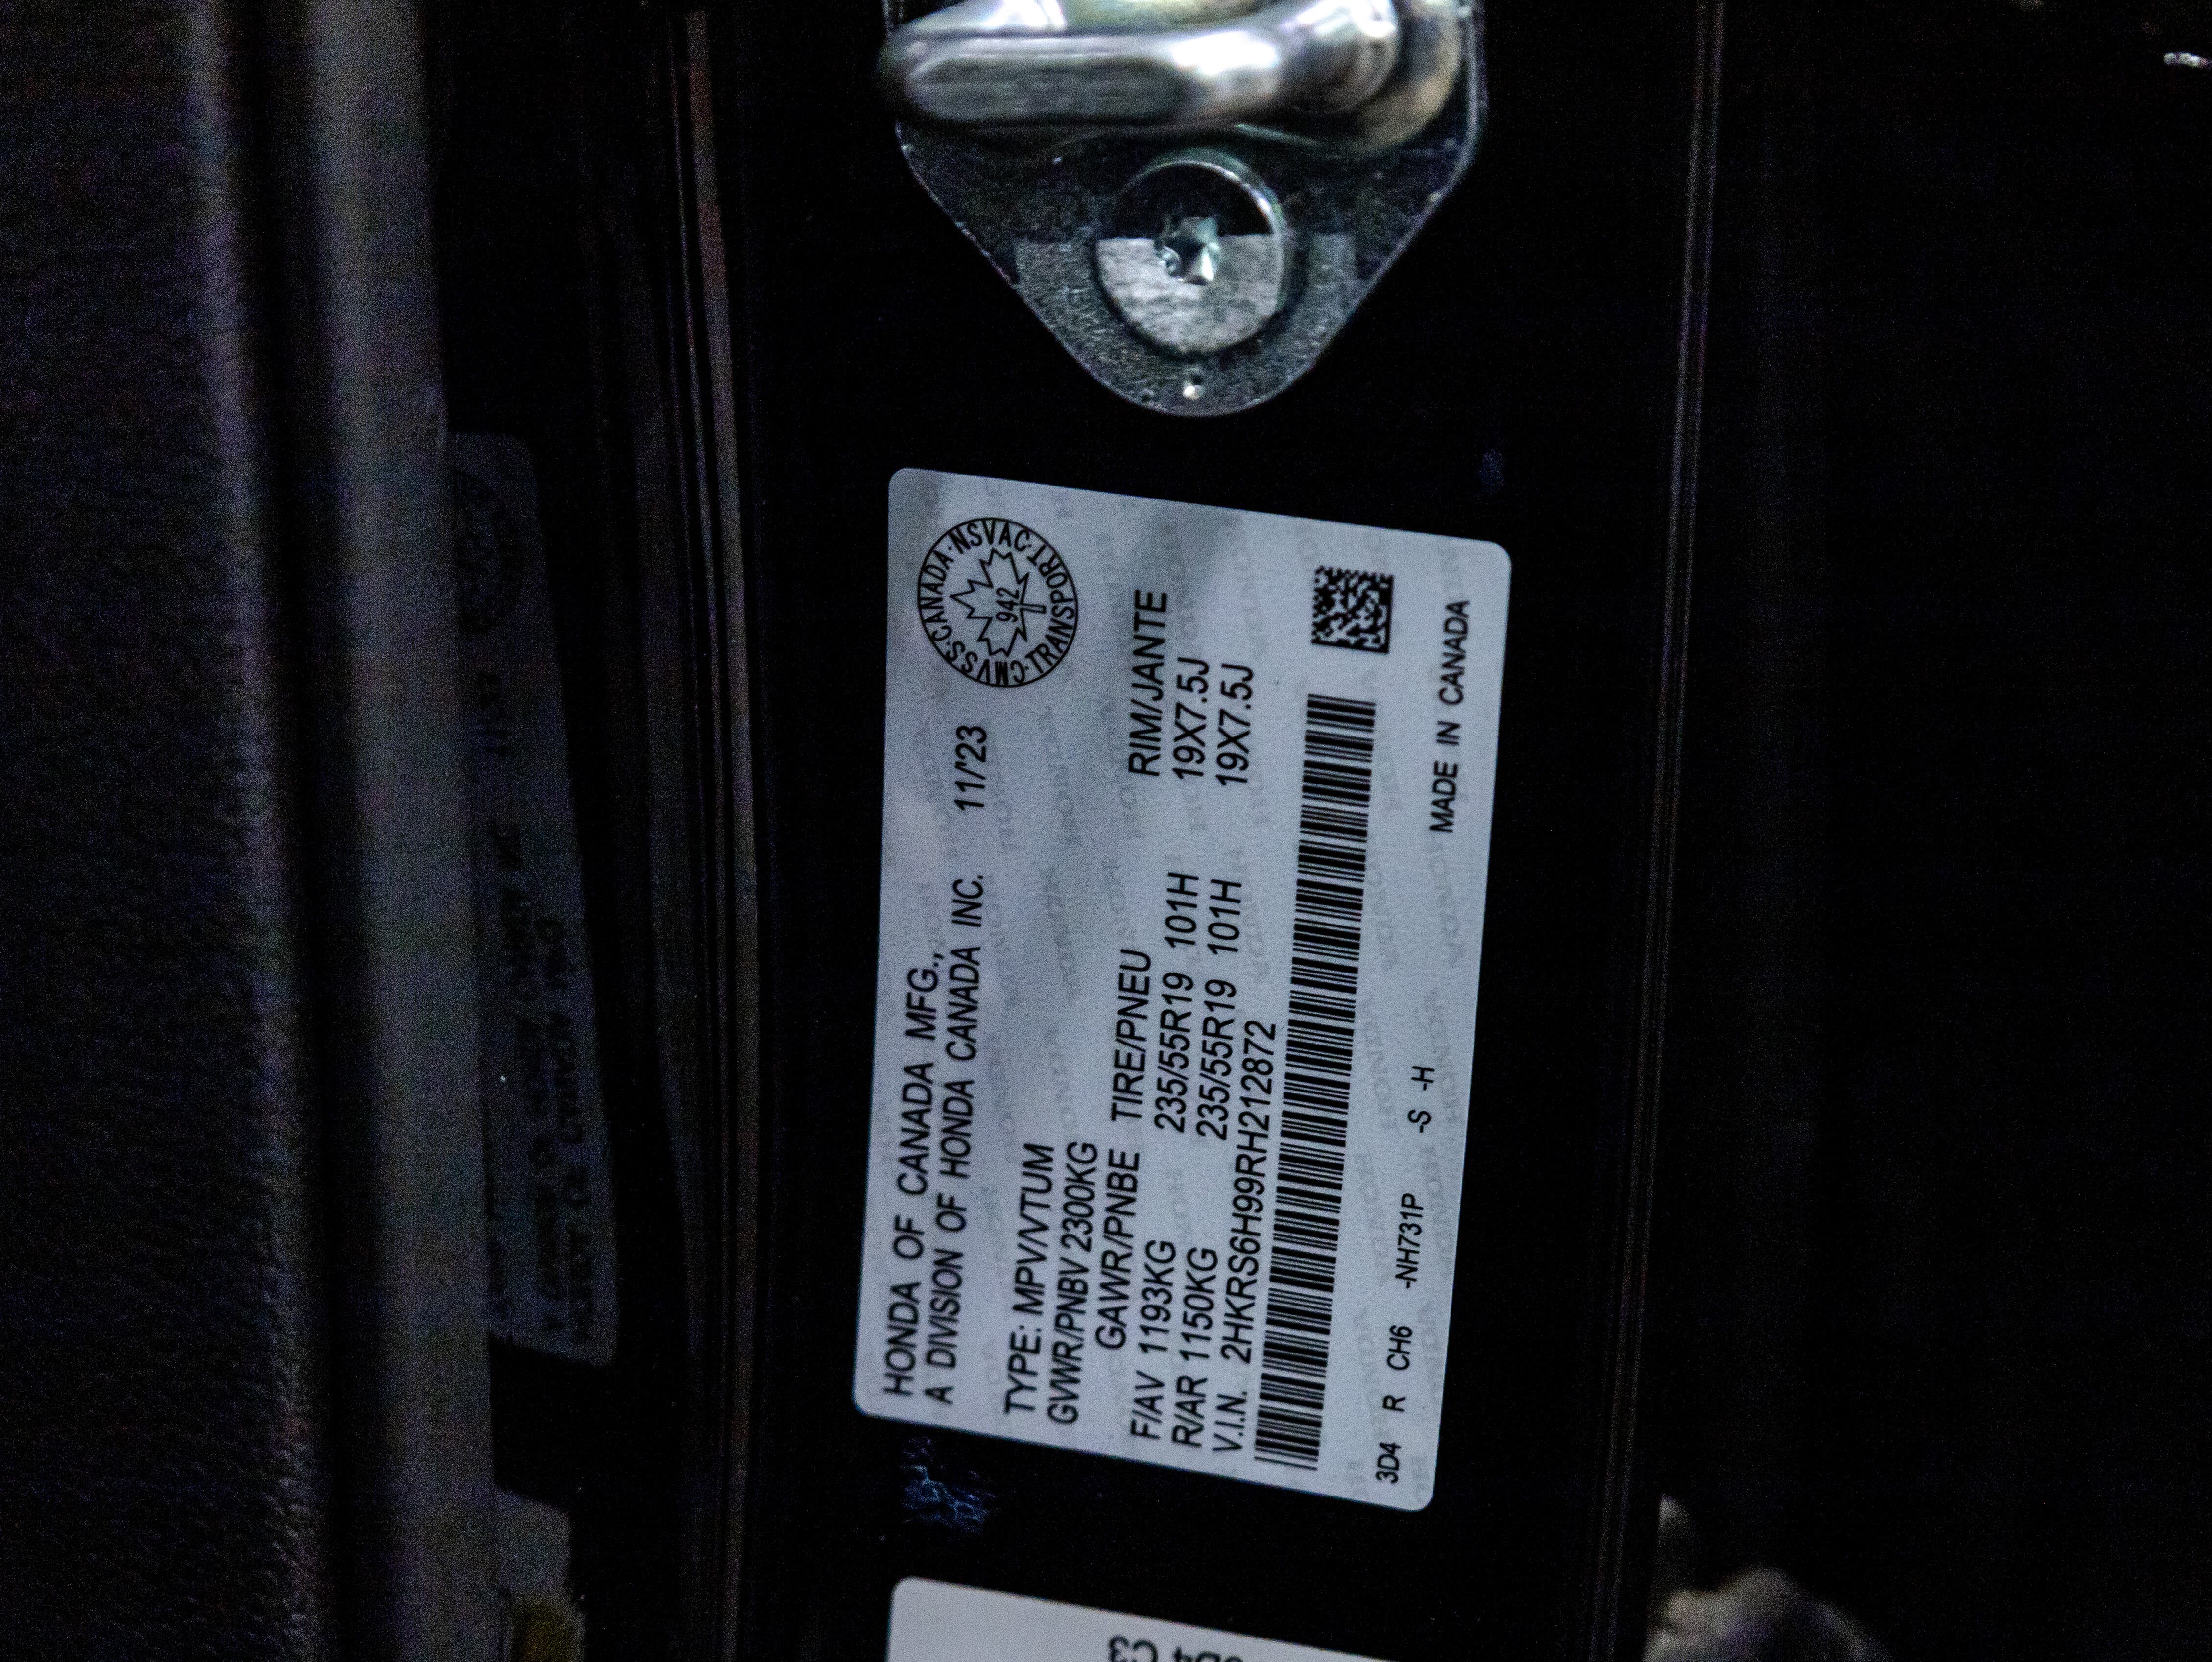 HONDA OF CANADA MFG.,
A DIVISION OF HONDA CANADA INC. 11/'23
CMVSS·CANADA·NSVAC·TRANSPORT
942
TYPE: MPV/VTUM
GVWR/PNBV 2300KG
GAWR/PNBE TIRE/PNEU RIM/JANTE
F/AV 1193KG 235/55R19 101H 19X7.5J
R/AR 1150KG 235/55R19 101H 19X7.5J
V.I.N. 2HKRS6H99RH212872
3D4 R CH6 -NH731P -S -H MADE IN CANADA